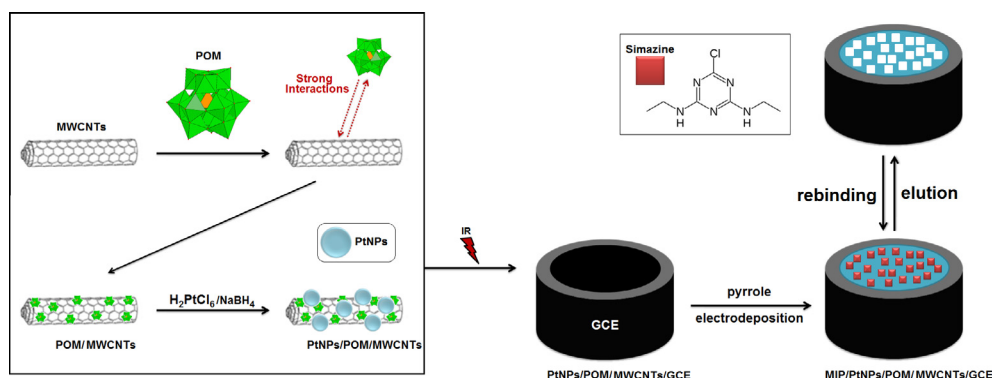 POM
Strong
Interactions
MWCNTs
PtNPs
H₂PtCl₆/NaBH₄
POM/MWCNTs
PtNPs/POM/MWCNTs
IR
Simazine
Cl
N N
N N N
H H
rebinding
elution
GCE
pyrrole
electrodeposition
PtNPs/POM/MWCNTs/GCE
MIP/PtNPs/POM/MWCNTs/GCE